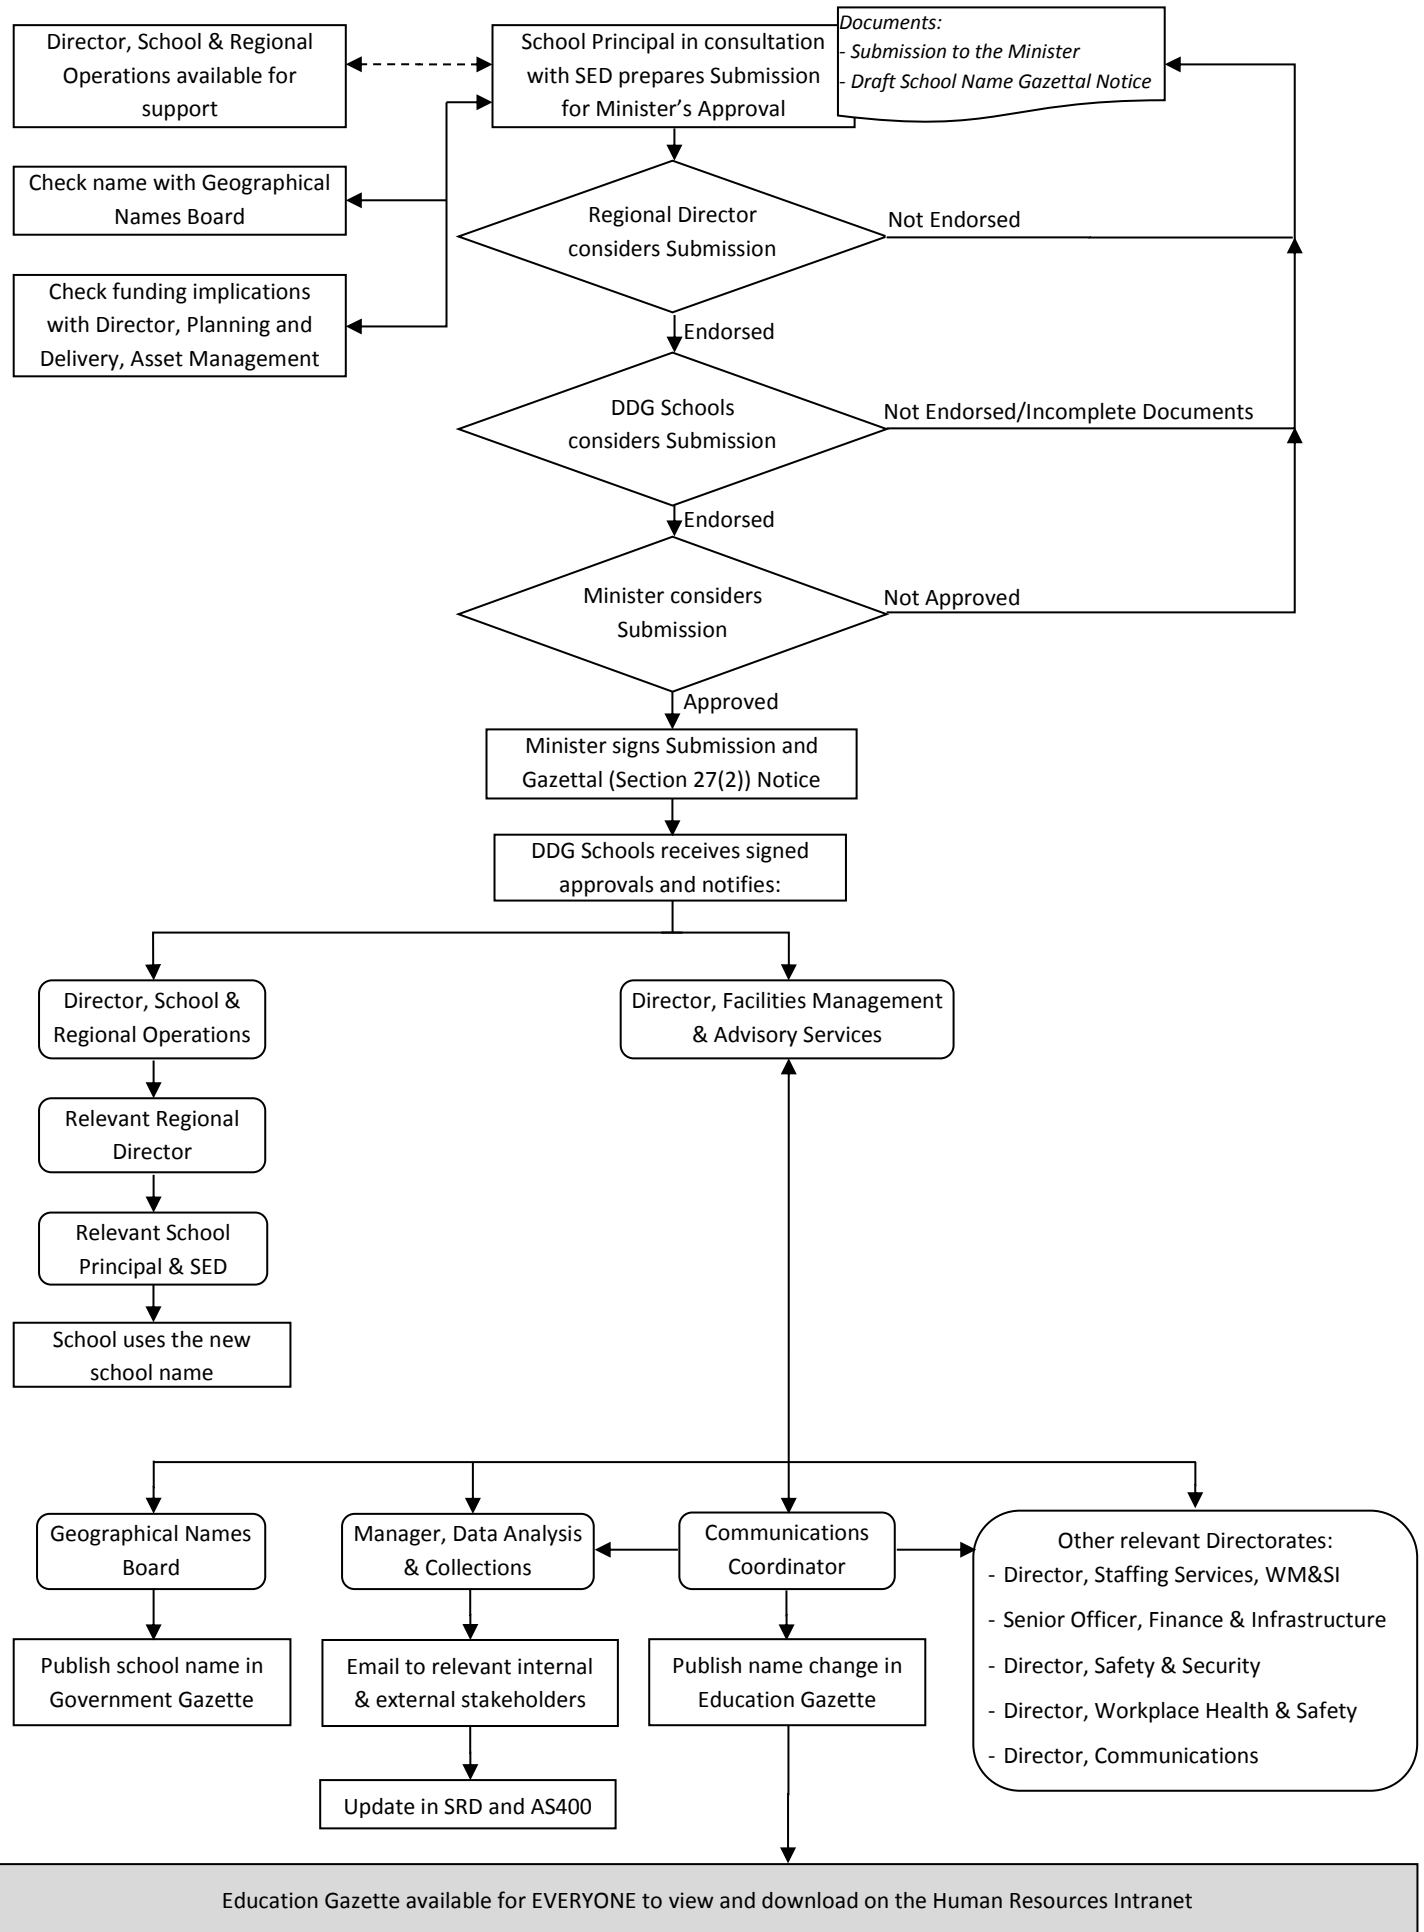 Director, School & Regional
Operations available for
support
School Principal in consultation
with SED prepares Submission
for Minister’s Approval
Documents:
- Submission to the Minister
- Draft School Name Gazettal Notice
Check name with Geographical
Names Board
Check funding implications
with Director, Planning and
Delivery, Asset Management
Regional Director
considers Submission
Not Endorsed
Endorsed
DDG Schools
considers Submission
Not Endorsed/Incomplete Documents
Endorsed
Minister considers
Submission
Not Approved
Approved
Minister signs Submission and
Gazettal (Section 27(2)) Notice
DDG Schools receives signed
approvals and notifies:
Director, School &
Regional Operations
Director, Facilities Management
& Advisory Services
Relevant Regional
Director
Relevant School
Principal & SED
School uses the new
school name
Geographical Names
Board
Manager, Data Analysis
& Collections
Communications
Coordinator
Other relevant Directorates:
- Director, Staffing Services, WM&SI
- Senior Officer, Finance & Infrastructure
- Director, Safety & Security
- Director, Workplace Health & Safety
- Director, Communications
Publish school name in
Government Gazette
Email to relevant internal
& external stakeholders
Publish name change in
Education Gazette
Update in SRD and AS400
Education Gazette available for EVERYONE to view and download on the Human Resources Intranet